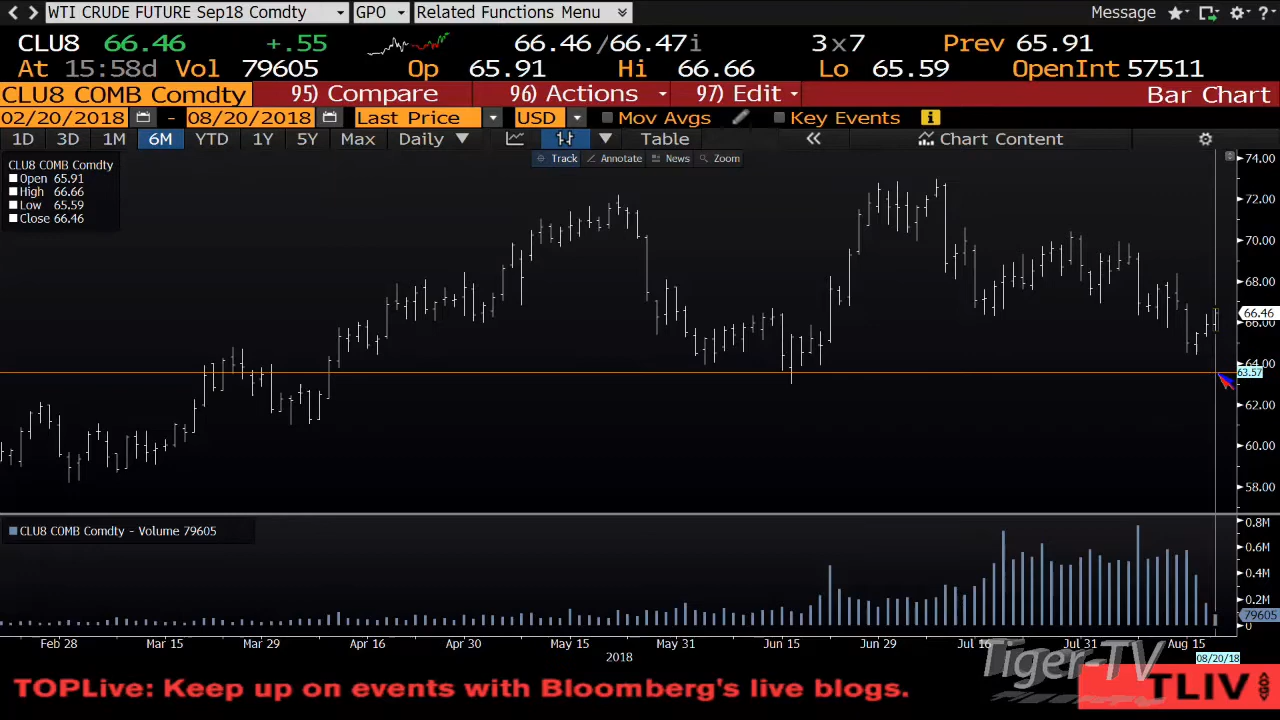 WTI CRUDE FUTURE Sep18 Comdty GPO Related Functions Menu Message ?
CLU8 66.46 +.55 66.46/66.47i 3x7 Prev 65.91
At 15:58d Vol 79605 Op 65.91 Hi 66.66 Lo 65.59 OpenInt 57511
CLU8 COMB Comdty 95) Compare 96) Actions 97) Edit Bar Chart
02/20/2018 - 08/20/2018 Last Price USD Mov Avgs Key Events i
1D 3D 1M 6M YTD 1Y 5Y Max Daily Table « Chart Content
Track Annotate News Zoom
CLU8 COMB Comdty
Open 65.91
High 66.66
Low 65.59
Close 66.46
74.00
72.00
70.00
68.00
66.46
66.00
64.00
63.57
62.00
60.00
58.00
CLU8 COMB Comdty - Volume 79605
0.8M
0.6M
0.4M
0.2M
79605
0
Feb 28 Mar 15 Mar 29 Apr 16 Apr 30 May 15 May 31 Jun 15 Jun 29 Jul 16 Jul 31 Aug 15
2018
08/20/18
Tiger-TV
TOPLive: Keep up on events with Bloomberg's live blogs.
TLIV